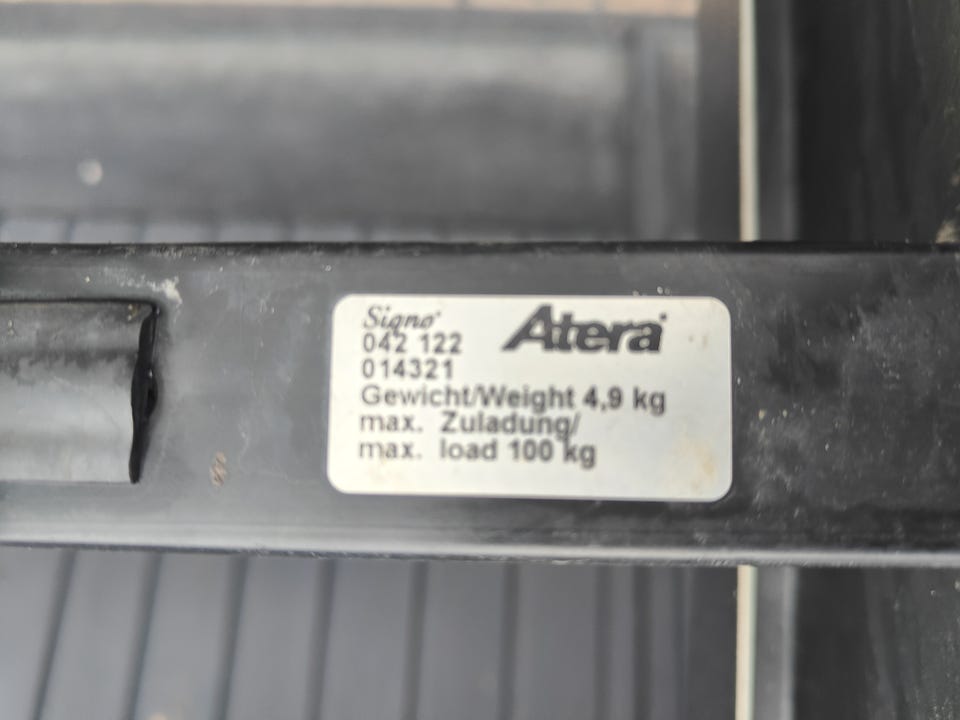 Signo Atera
042 122
014321
Gewicht/Weight 4,9 kg
max. Zuladung/
max. load 100 kg